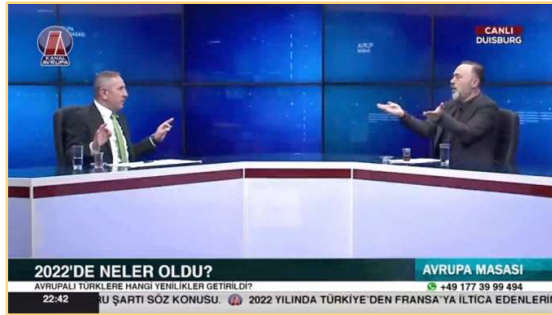 KANAL
AVRUPA
CANLI
DUISBURG
2022'DE NELER OLDU?
AVRUPA MASASI
AVRUPALI TÜRKLERE HANGİ YENİLİKLER GETİRİLDİ?
+49 177 39 99 494
22:42
RU ŞARTI SÖZ KONUSU.
2022 YILINDA TÜRKİYE'DEN FRANSA'YA İLTİCA EDENLERİ